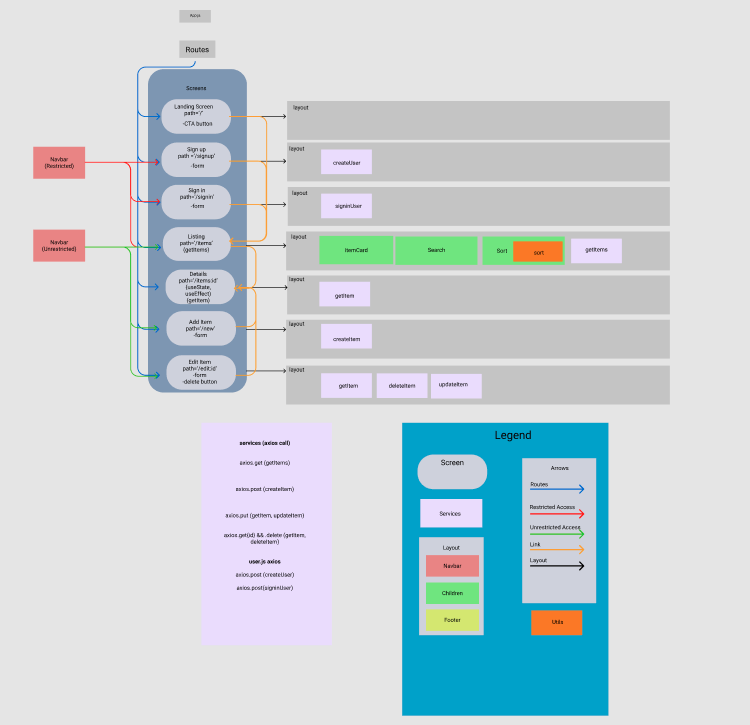 Axios
Routes
Screens
Landing Screen
path='/'
-CTA button
layout
Sign up
path ='/signup'
-form
layout
createUser
Navbar
(Restricted)
Sign in
path='/signin'
-form
layout
signinUser
Navbar
(Unrestricted)
Listing
path='/items'
(getItems)
layout
itemCard
Search
Sort
sort
getItems
Details
path='/items:id'
(useState,
useEffect)
(getItem)
layout
getItem
Add Item
path='/new'
-form
layout
createItem
Edit Item
path='/edit:id'
-form
-delete button
layout
getItem
deleteItem
updateItem
services (axios call)
axios.get (getItems)
axios.post (createItem)
axios.put (getItem, updateItem)
axios.get(id) && .delete (getItem,
deleteItem)
user.js axios
axios.post (createUser)
axios.post(signinUser)
Legend
Screen
Services
Layout
Navbar
Children
Footer
Arrows
Routes
Restricted Access
Unrestricted Access
Link
Layout
Utils